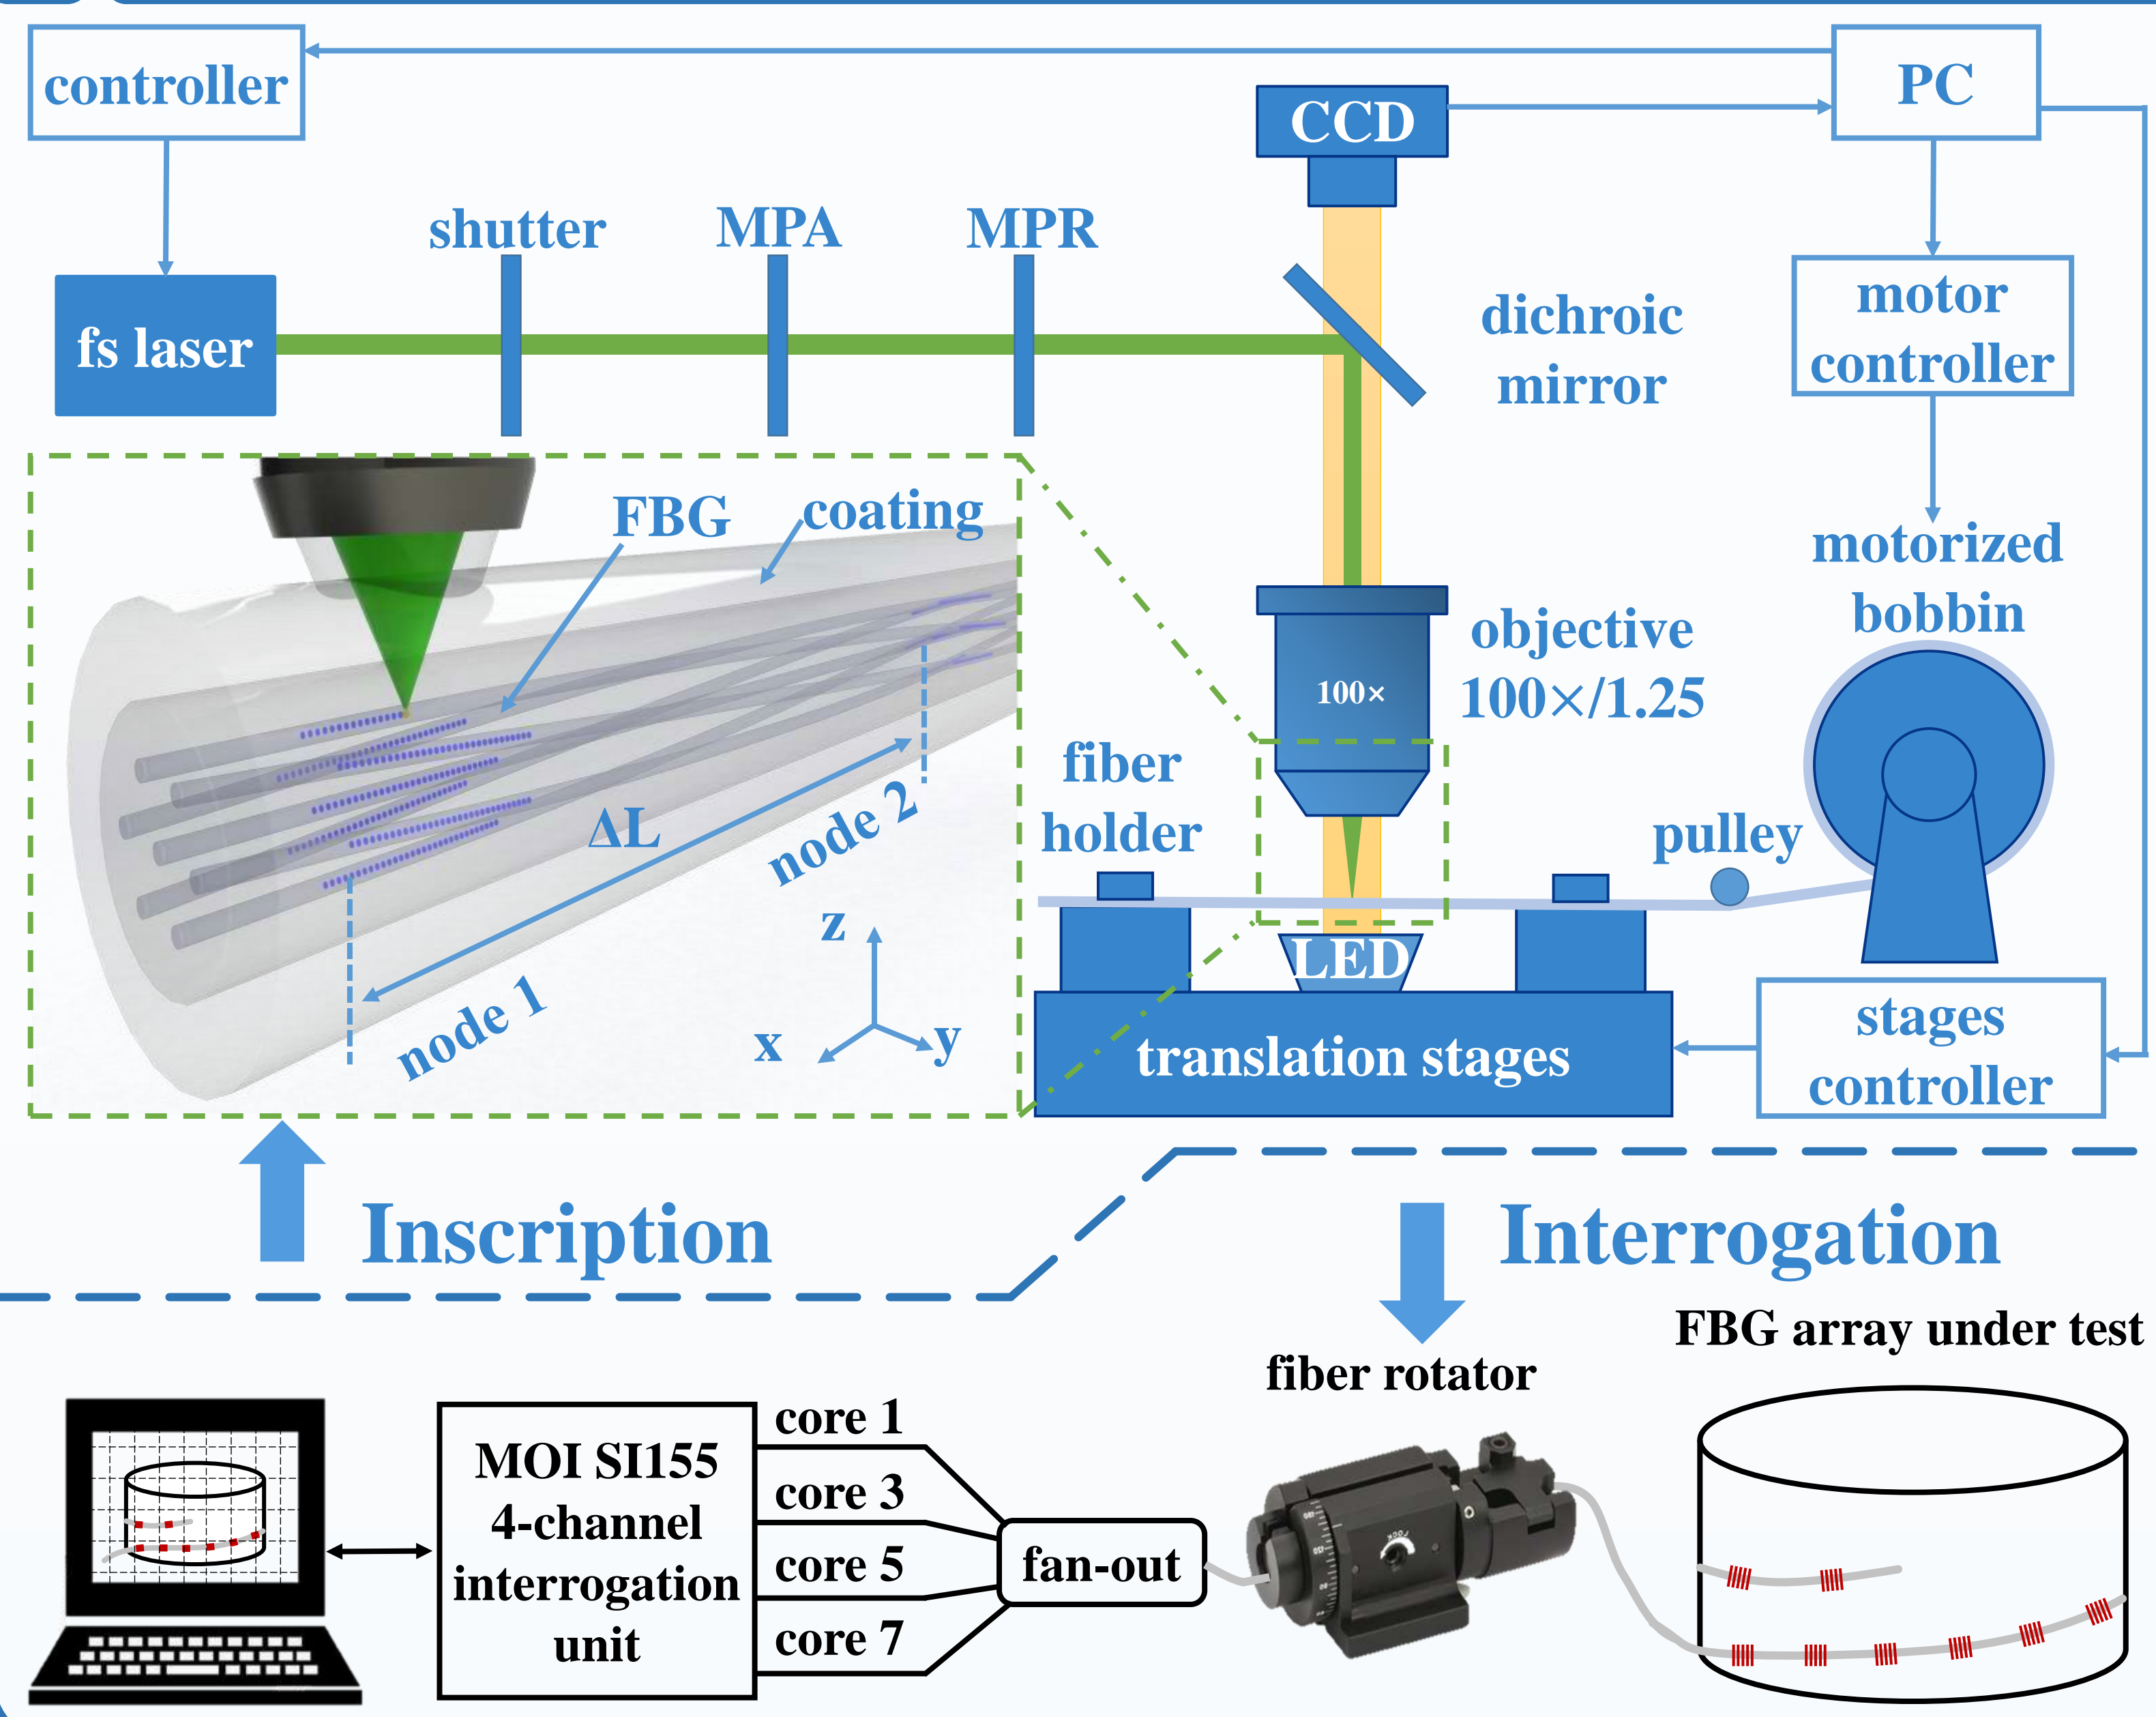 controller
PC
CCD
shutter
MPA
MPR
fs laser
dichroic
mirror
motor
controller
FBG
coating
motorized
bobbin
objective
100×/1.25
100×
fiber
holder
pulley
ΔL
node 2
node 1
z
x
y
LED
translation stages
stages
controller
Inscription
Interrogation
FBG array under test
fiber rotator
core 1
core 3
core 5
core 7
MOI SI155
4-channel
interrogation
unit
fan-out
LOCK